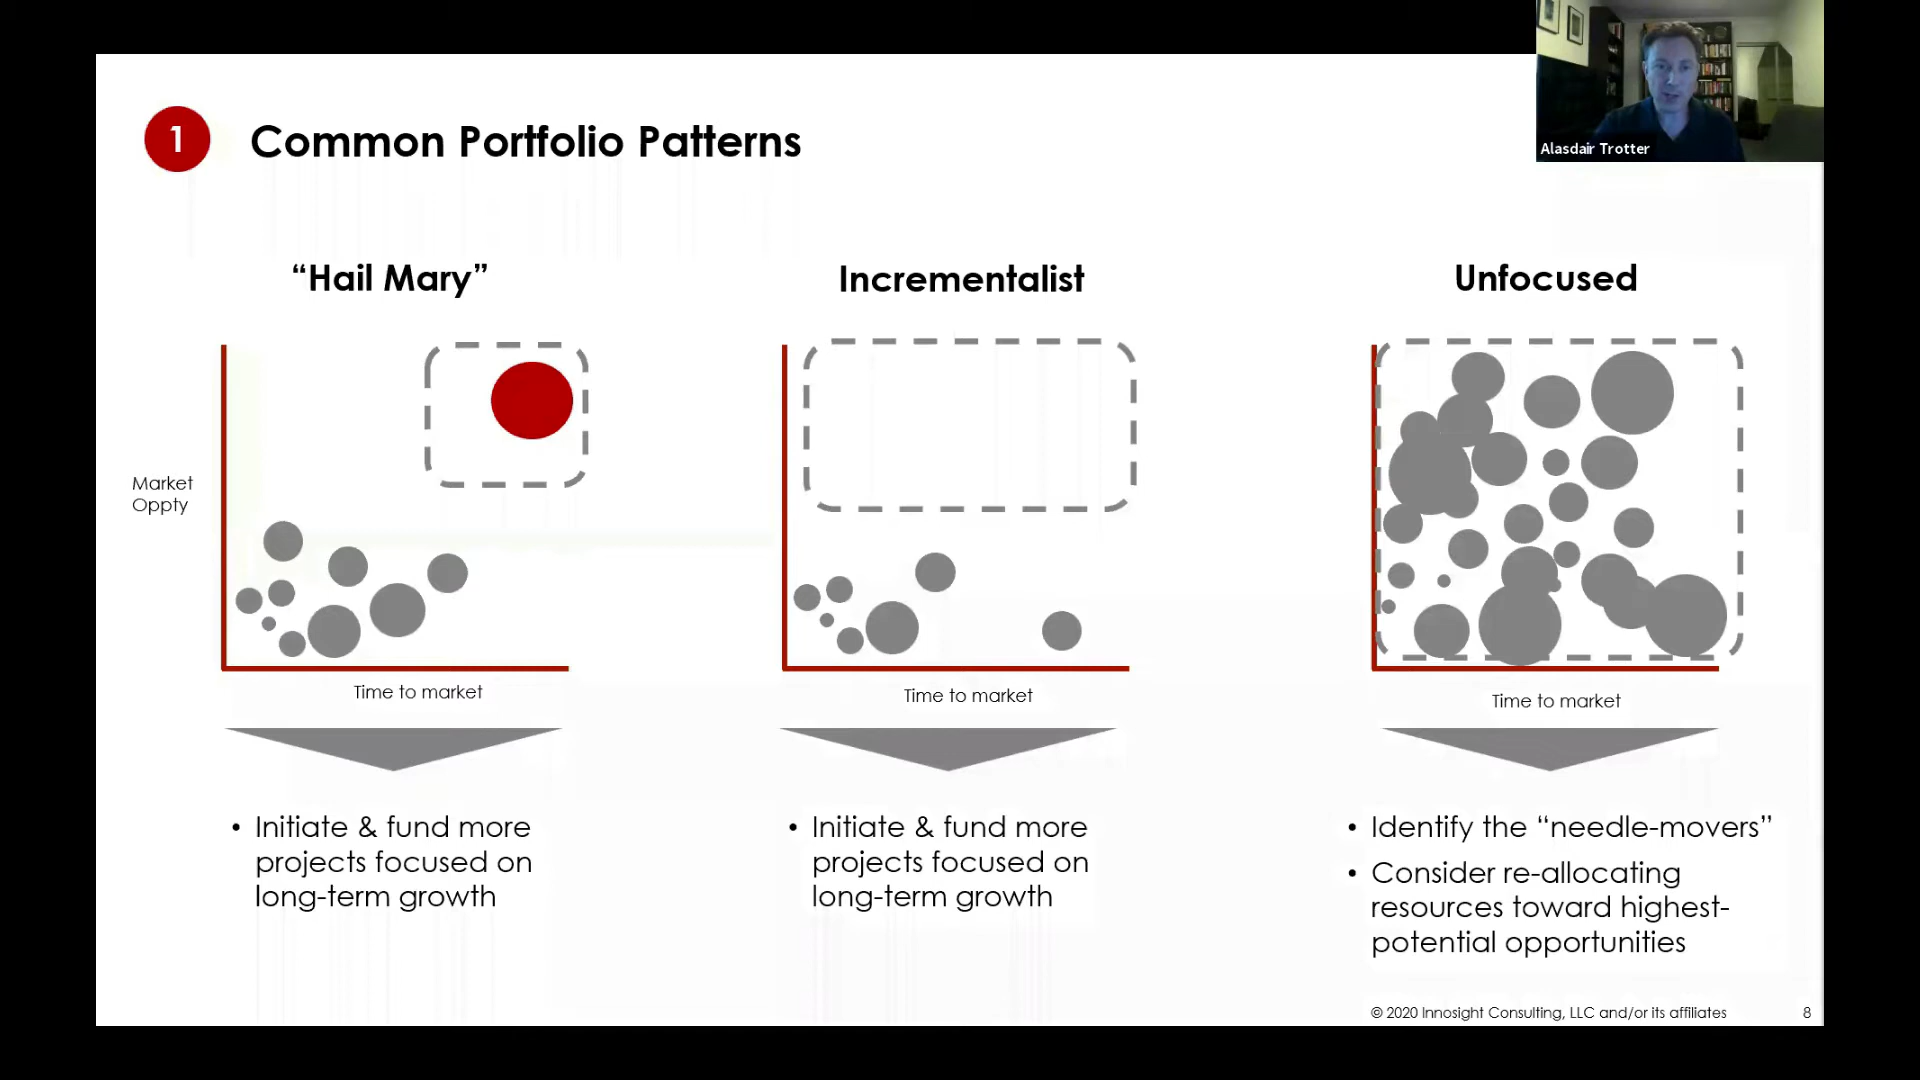 Alasdair Trotter
1
Common Portfolio Patterns
“Hail Mary”
Market
Oppty
Time to market
• Initiate & fund more
projects focused on
long-term growth
Incrementalist
Time to market
• Initiate & fund more
projects focused on
long-term growth
Unfocused
Time to market
• Identify the “needle-movers”
• Consider re-allocating
resources toward highest-
potential opportunities
© 2020 Innosight Consulting, LLC and/or its affiliates
8